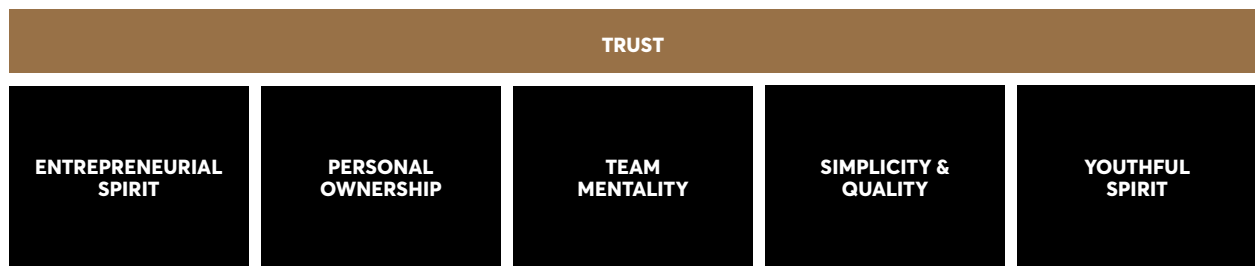 TRUST
ENTREPRENEURIAL
SPIRIT
PERSONAL
OWNERSHIP
TEAM
MENTALITY
SIMPLICITY &
QUALITY
YOUTHFUL
SPIRIT